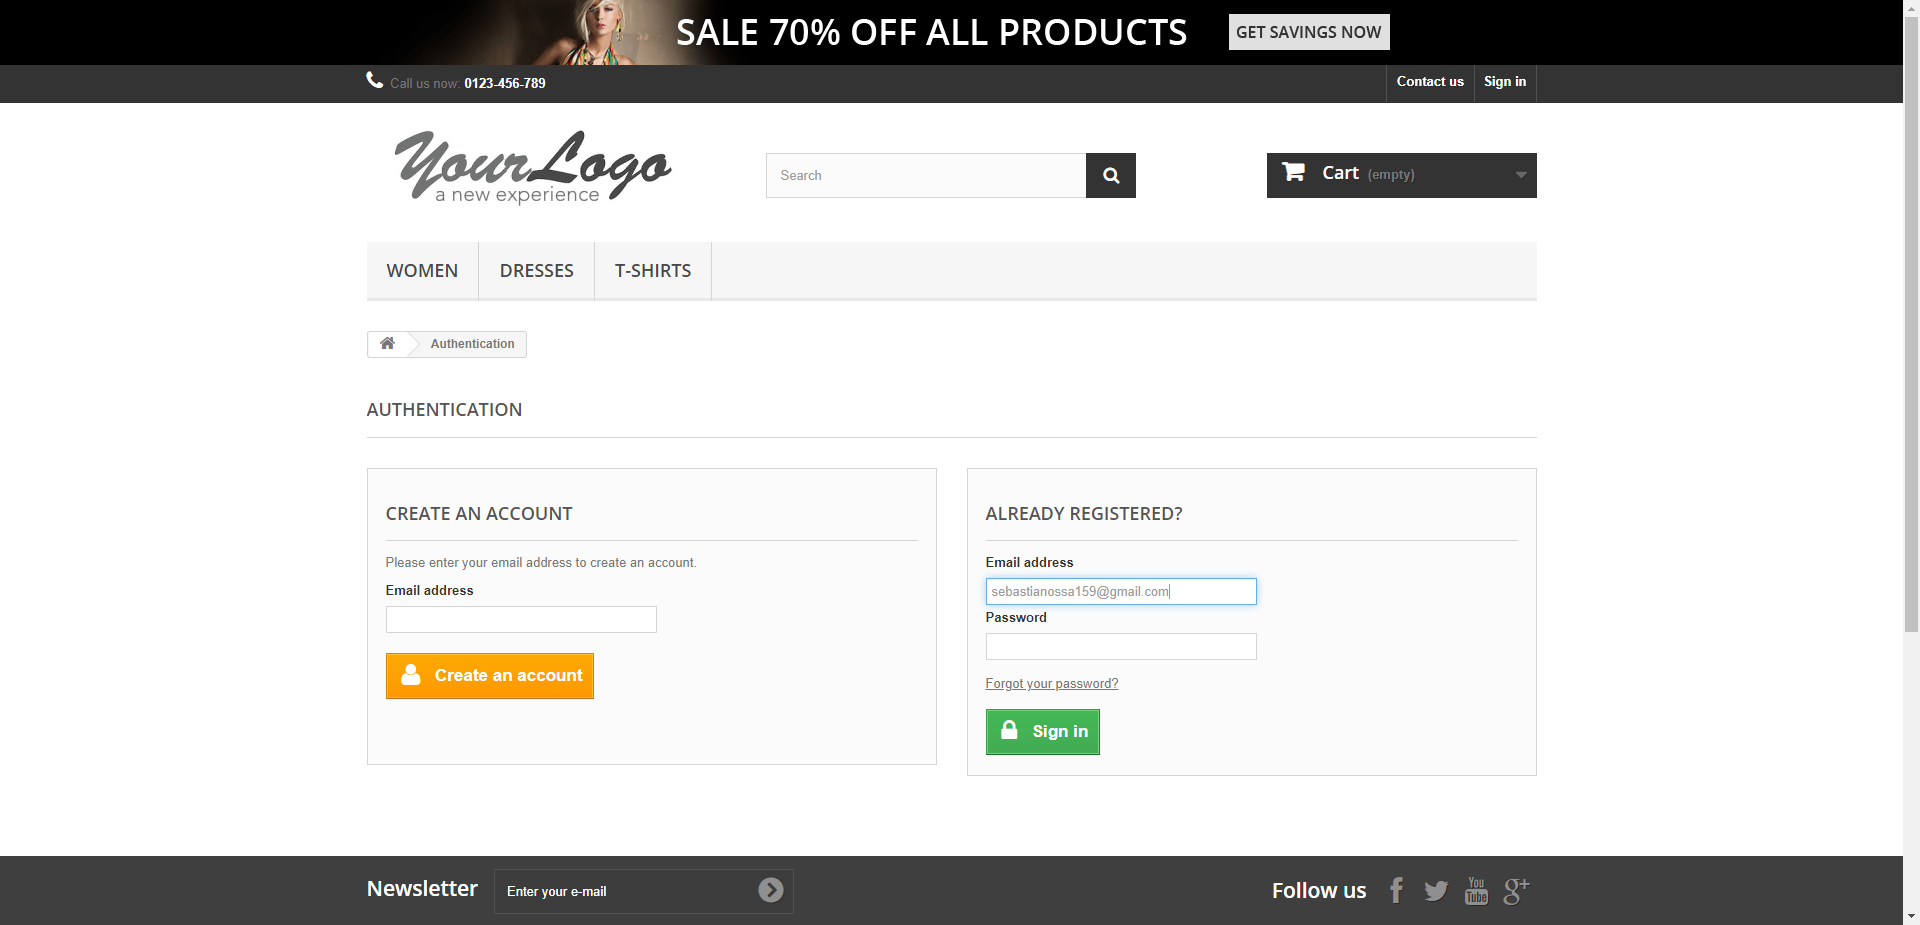 SALE 70% OFF ALL PRODUCTS GET SAVINGS NOW
Call us now: 0123-456-789 Contact us Sign in
YourLogo
a new experience
Search
Cart (empty)
WOMEN DRESSES T-SHIRTS
Authentication
AUTHENTICATION
CREATE AN ACCOUNT
Please enter your email address to create an account.
Email address
Create an account
ALREADY REGISTERED?
Email address
sebastianossa159@gmail.com
Password
Forgot your password?
Sign in
Newsletter Enter your e-mail
Follow us f You Tube g+